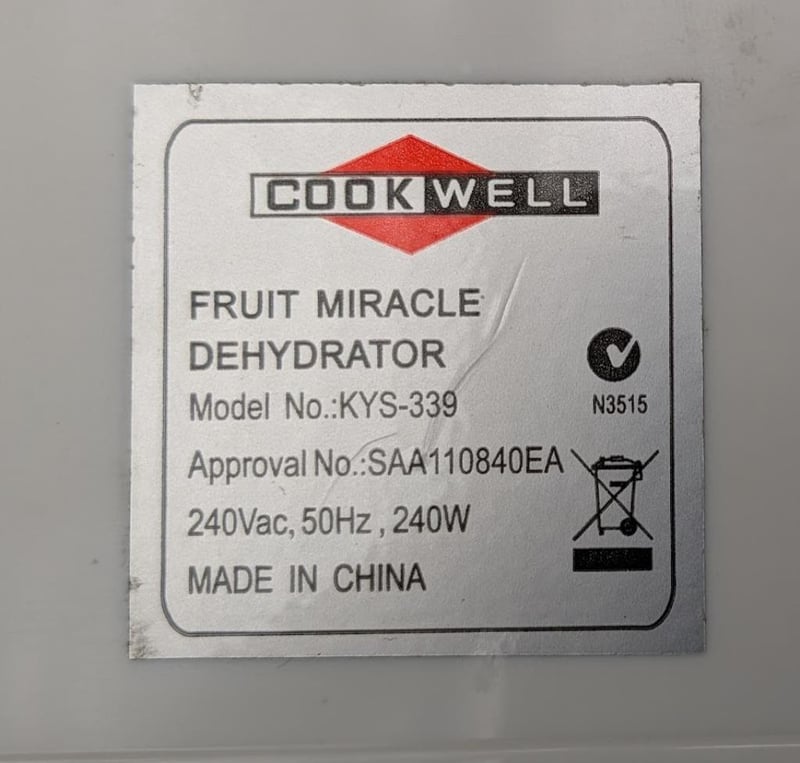 COOKWELL
FRUIT MIRACLE
DEHYDRATOR
Model No.:KYS-339
N3515
Approval No.:SAA110840EA
240Vac, 50Hz , 240W
MADE IN CHINA